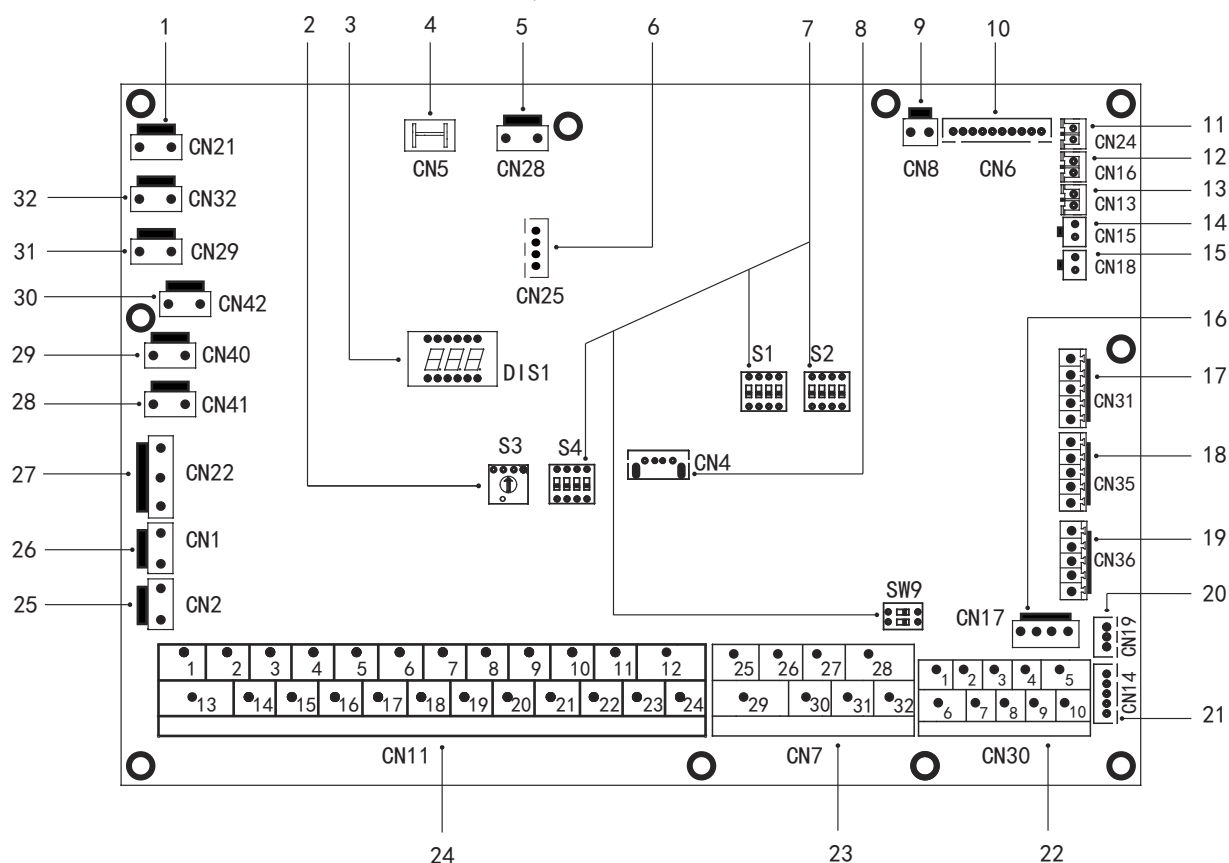 1 2 3 4 5 6 7 8 9 10
CN21 CN5 CN28 CN8 CN6 CN24 11
CN16 12
32 CN32 CN13 13
31 CN29 CN15 14
CN25 CN18 15
30 CN42
16
29 CN40 DIS1 S1 S2
28 CN41 CN31 17
27 CN22 S3 S4 CN4 CN35 18
26 CN1 CN36 19
25 CN2 SW9 CN17 CN19 20
1 2 3 4 5 6 7 8 9 10 11 12 25 26 27 28 1 2 3 4 5
13 14 15 16 17 18 19 20 21 22 23 24 29 30 31 32 6 7 8 9 10 CN14 21
CN11 CN7 CN30
24 23 22